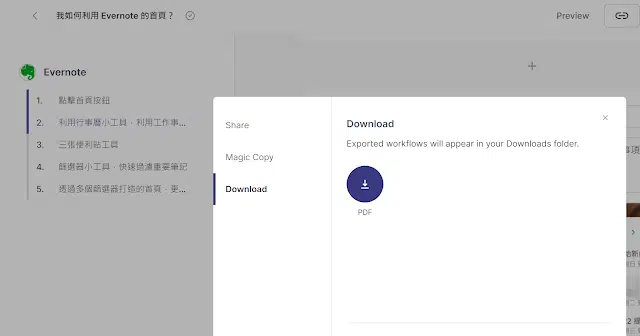 我如何利用 Evernote 的首頁？
Preview
Evernote
1. 點擊首頁按鈕
2. 利用行事曆小工具，利用工作事...
3. 三張便利貼工具
4. 篩選器小工具，快速過濾重要筆記
5. 透過多個篩選器打造的首頁，更...
Share
Magic Copy
Download
Download
Exported workflows will appear in your Downloads folder.
PDF